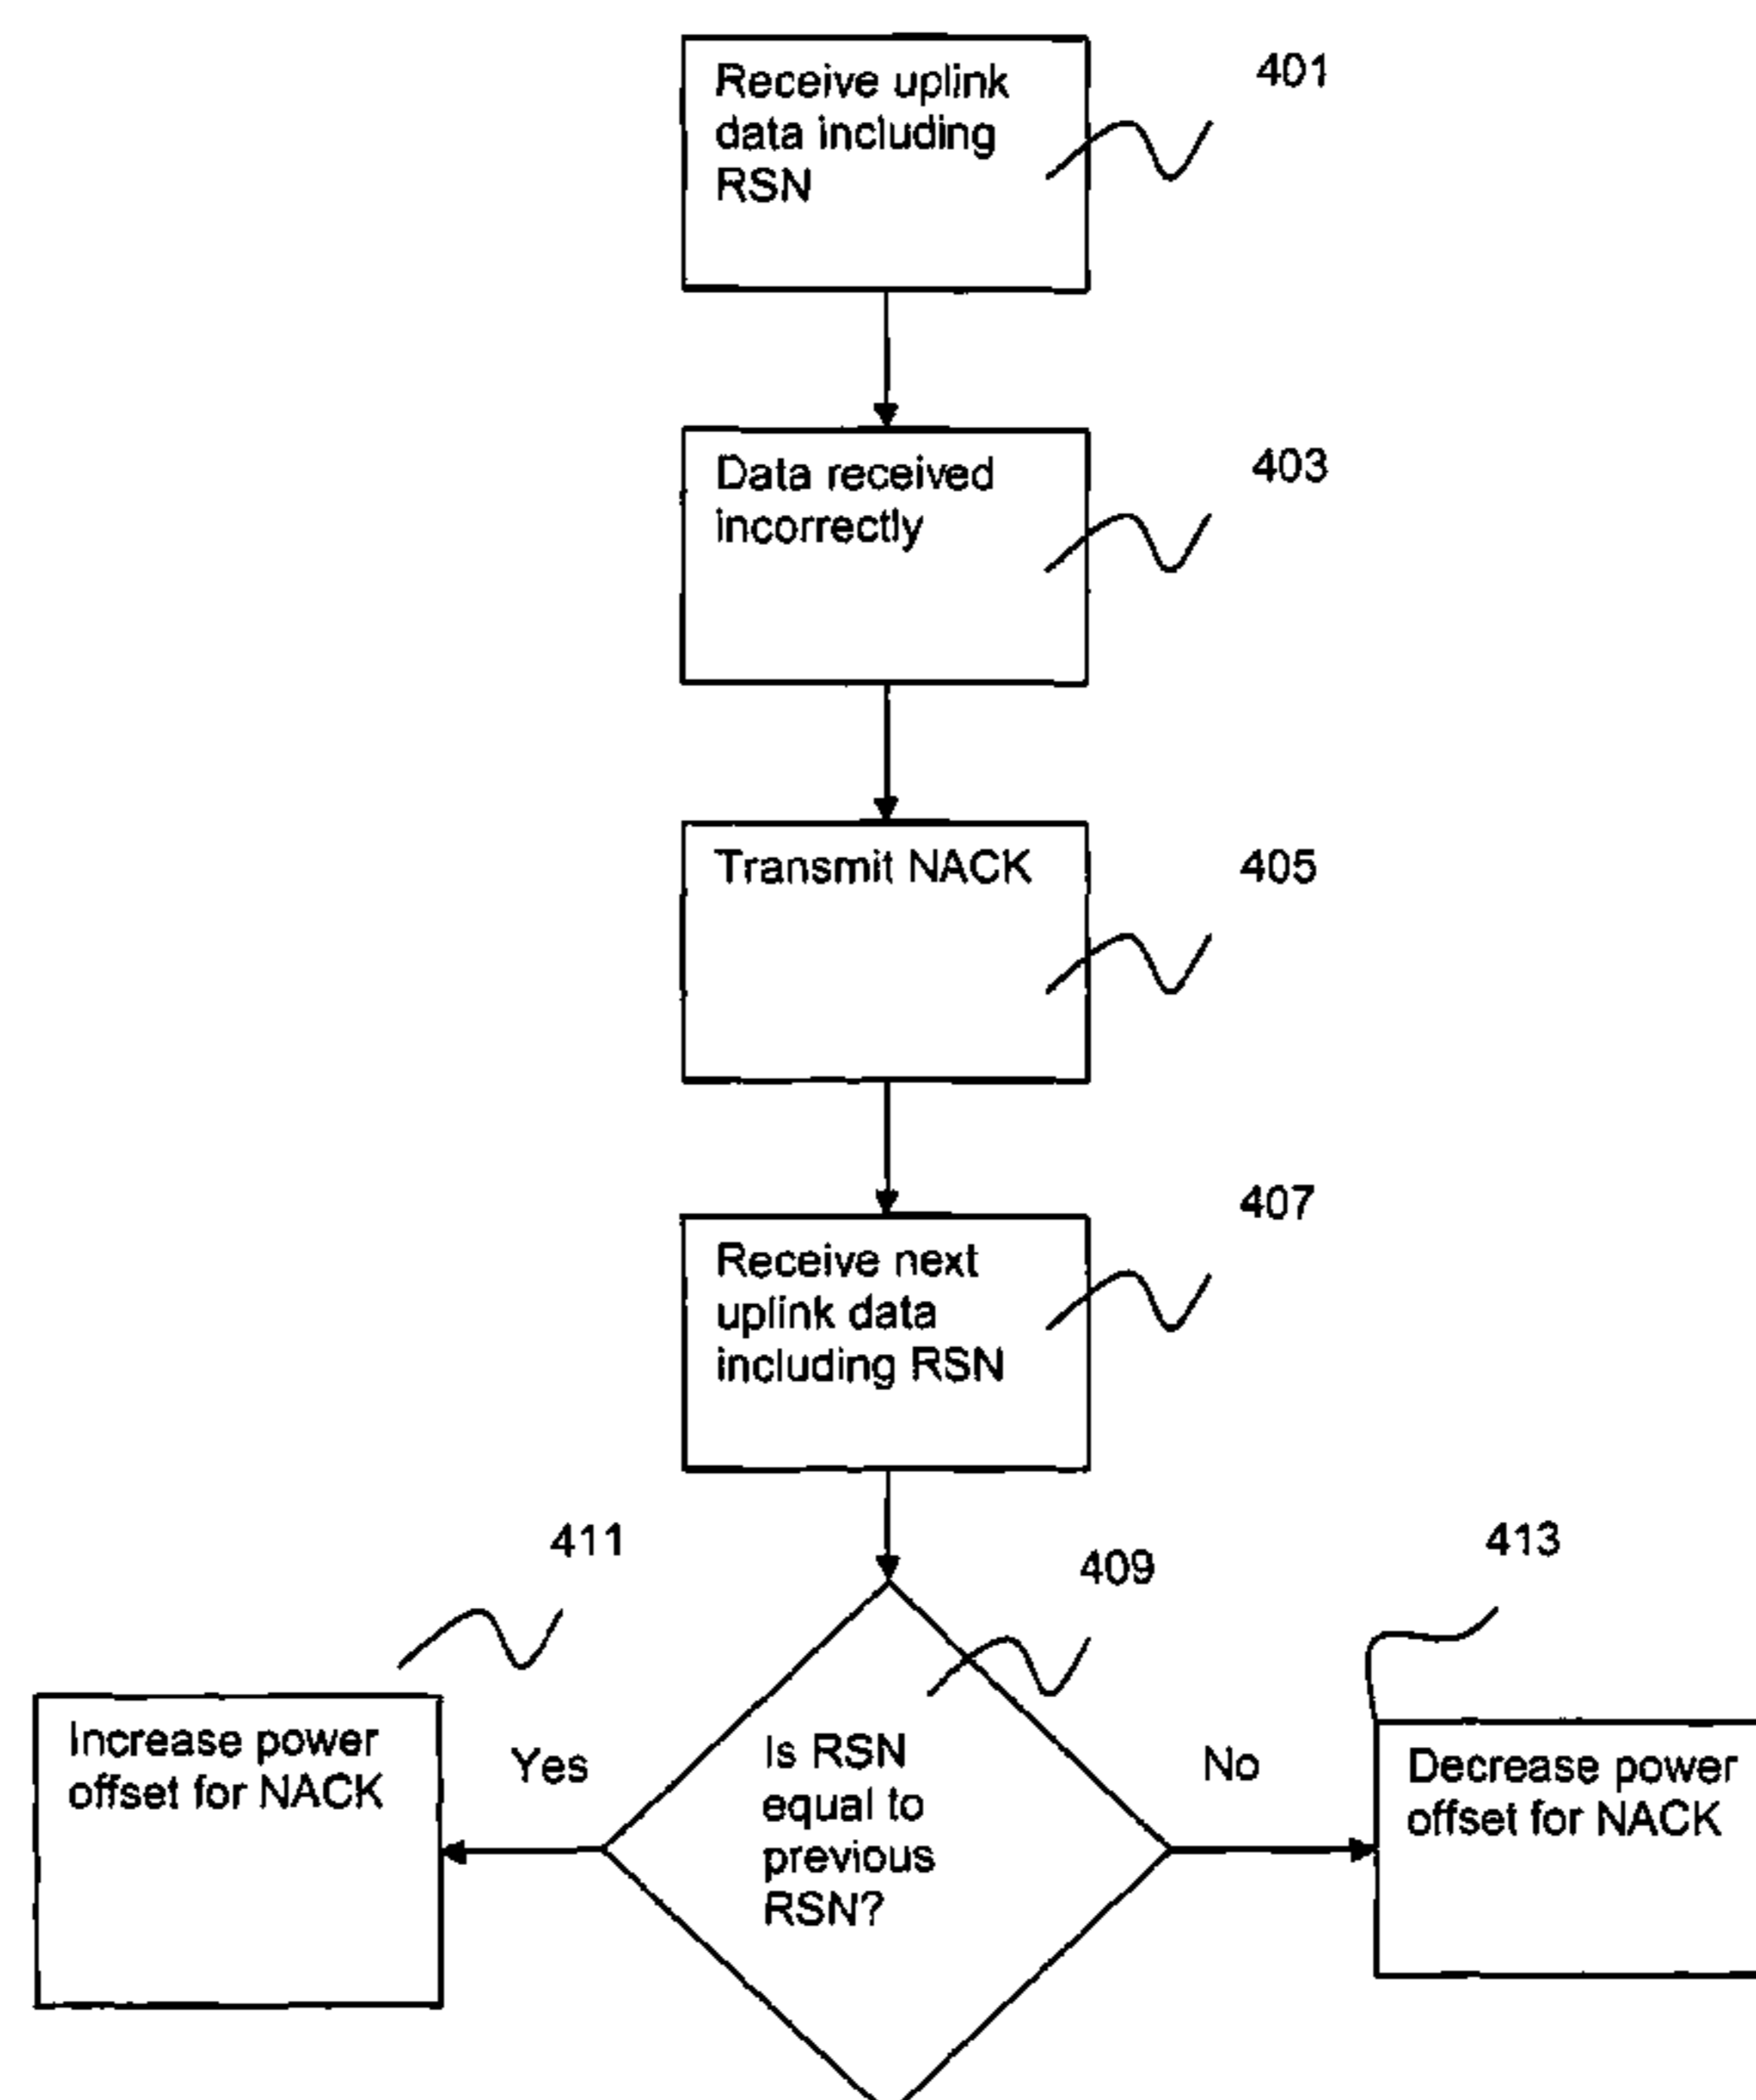 Receive uplink
data including
RSN
401
Data received
incorrectly
403
Transmit NACK
405
Receive next
uplink data
including RSN
407
411
409
413
Increase power
offset for NACK
Yes
Is RSN
equal to
previous
RSN?
No
Decrease power
offset for NACK